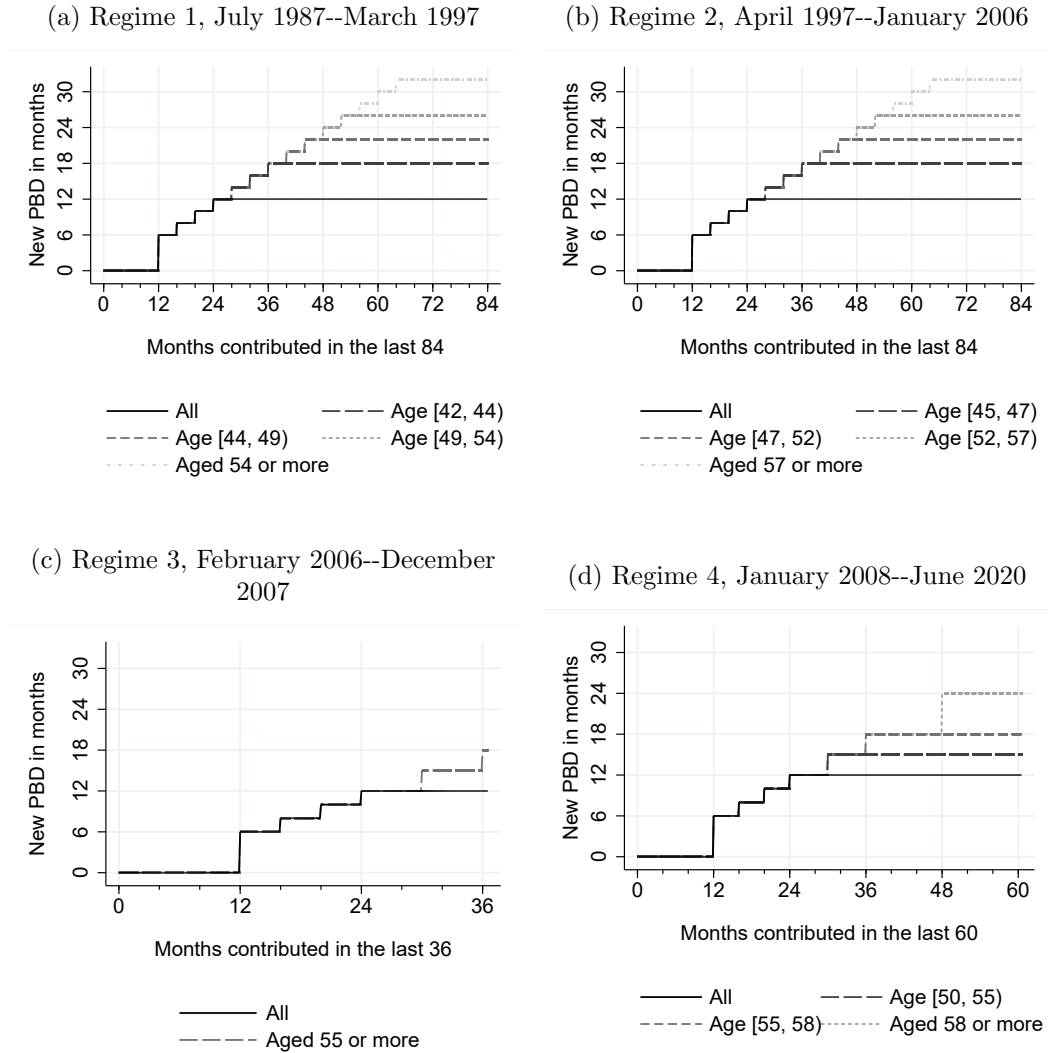 (a) Regime 1, July 1987--March 1997
New PBD in months
30
24
18
12
6
0
0 12 24 36 48 60 72 84
Months contributed in the last 84
All
Age [42, 44)
Age [44, 49)
Age [49, 54)
Aged 54 or more
(b) Regime 2, April 1997--January 2006
New PBD in months
30
24
18
12
6
0
0 12 24 36 48 60 72 84
Months contributed in the last 84
All
Age [45, 47)
Age [47, 52)
Age [52, 57)
Aged 57 or more
(c) Regime 3, February 2006--December
2007
New PBD in months
30
24
18
12
6
0
0 12 24 36
Months contributed in the last 36
All
Aged 55 or more
(d) Regime 4, January 2008--June 2020
New PBD in months
30
24
18
12
6
0
0 12 24 36 48 60
Months contributed in the last 60
All
Age [50, 55)
Age [55, 58)
Aged 58 or more